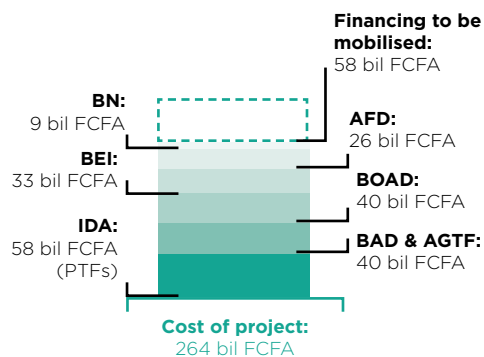 Financing to be
mobilised:
58 bil FCFA
BN:
9 bil FCFA
AFD:
26 bil FCFA
BEI:
33 bil FCFA
BOAD:
40 bil FCFA
IDA:
58 bil FCFA
(PTFs)
BAD & AGTF:
40 bil FCFA
Cost of project:
264 bil FCFA